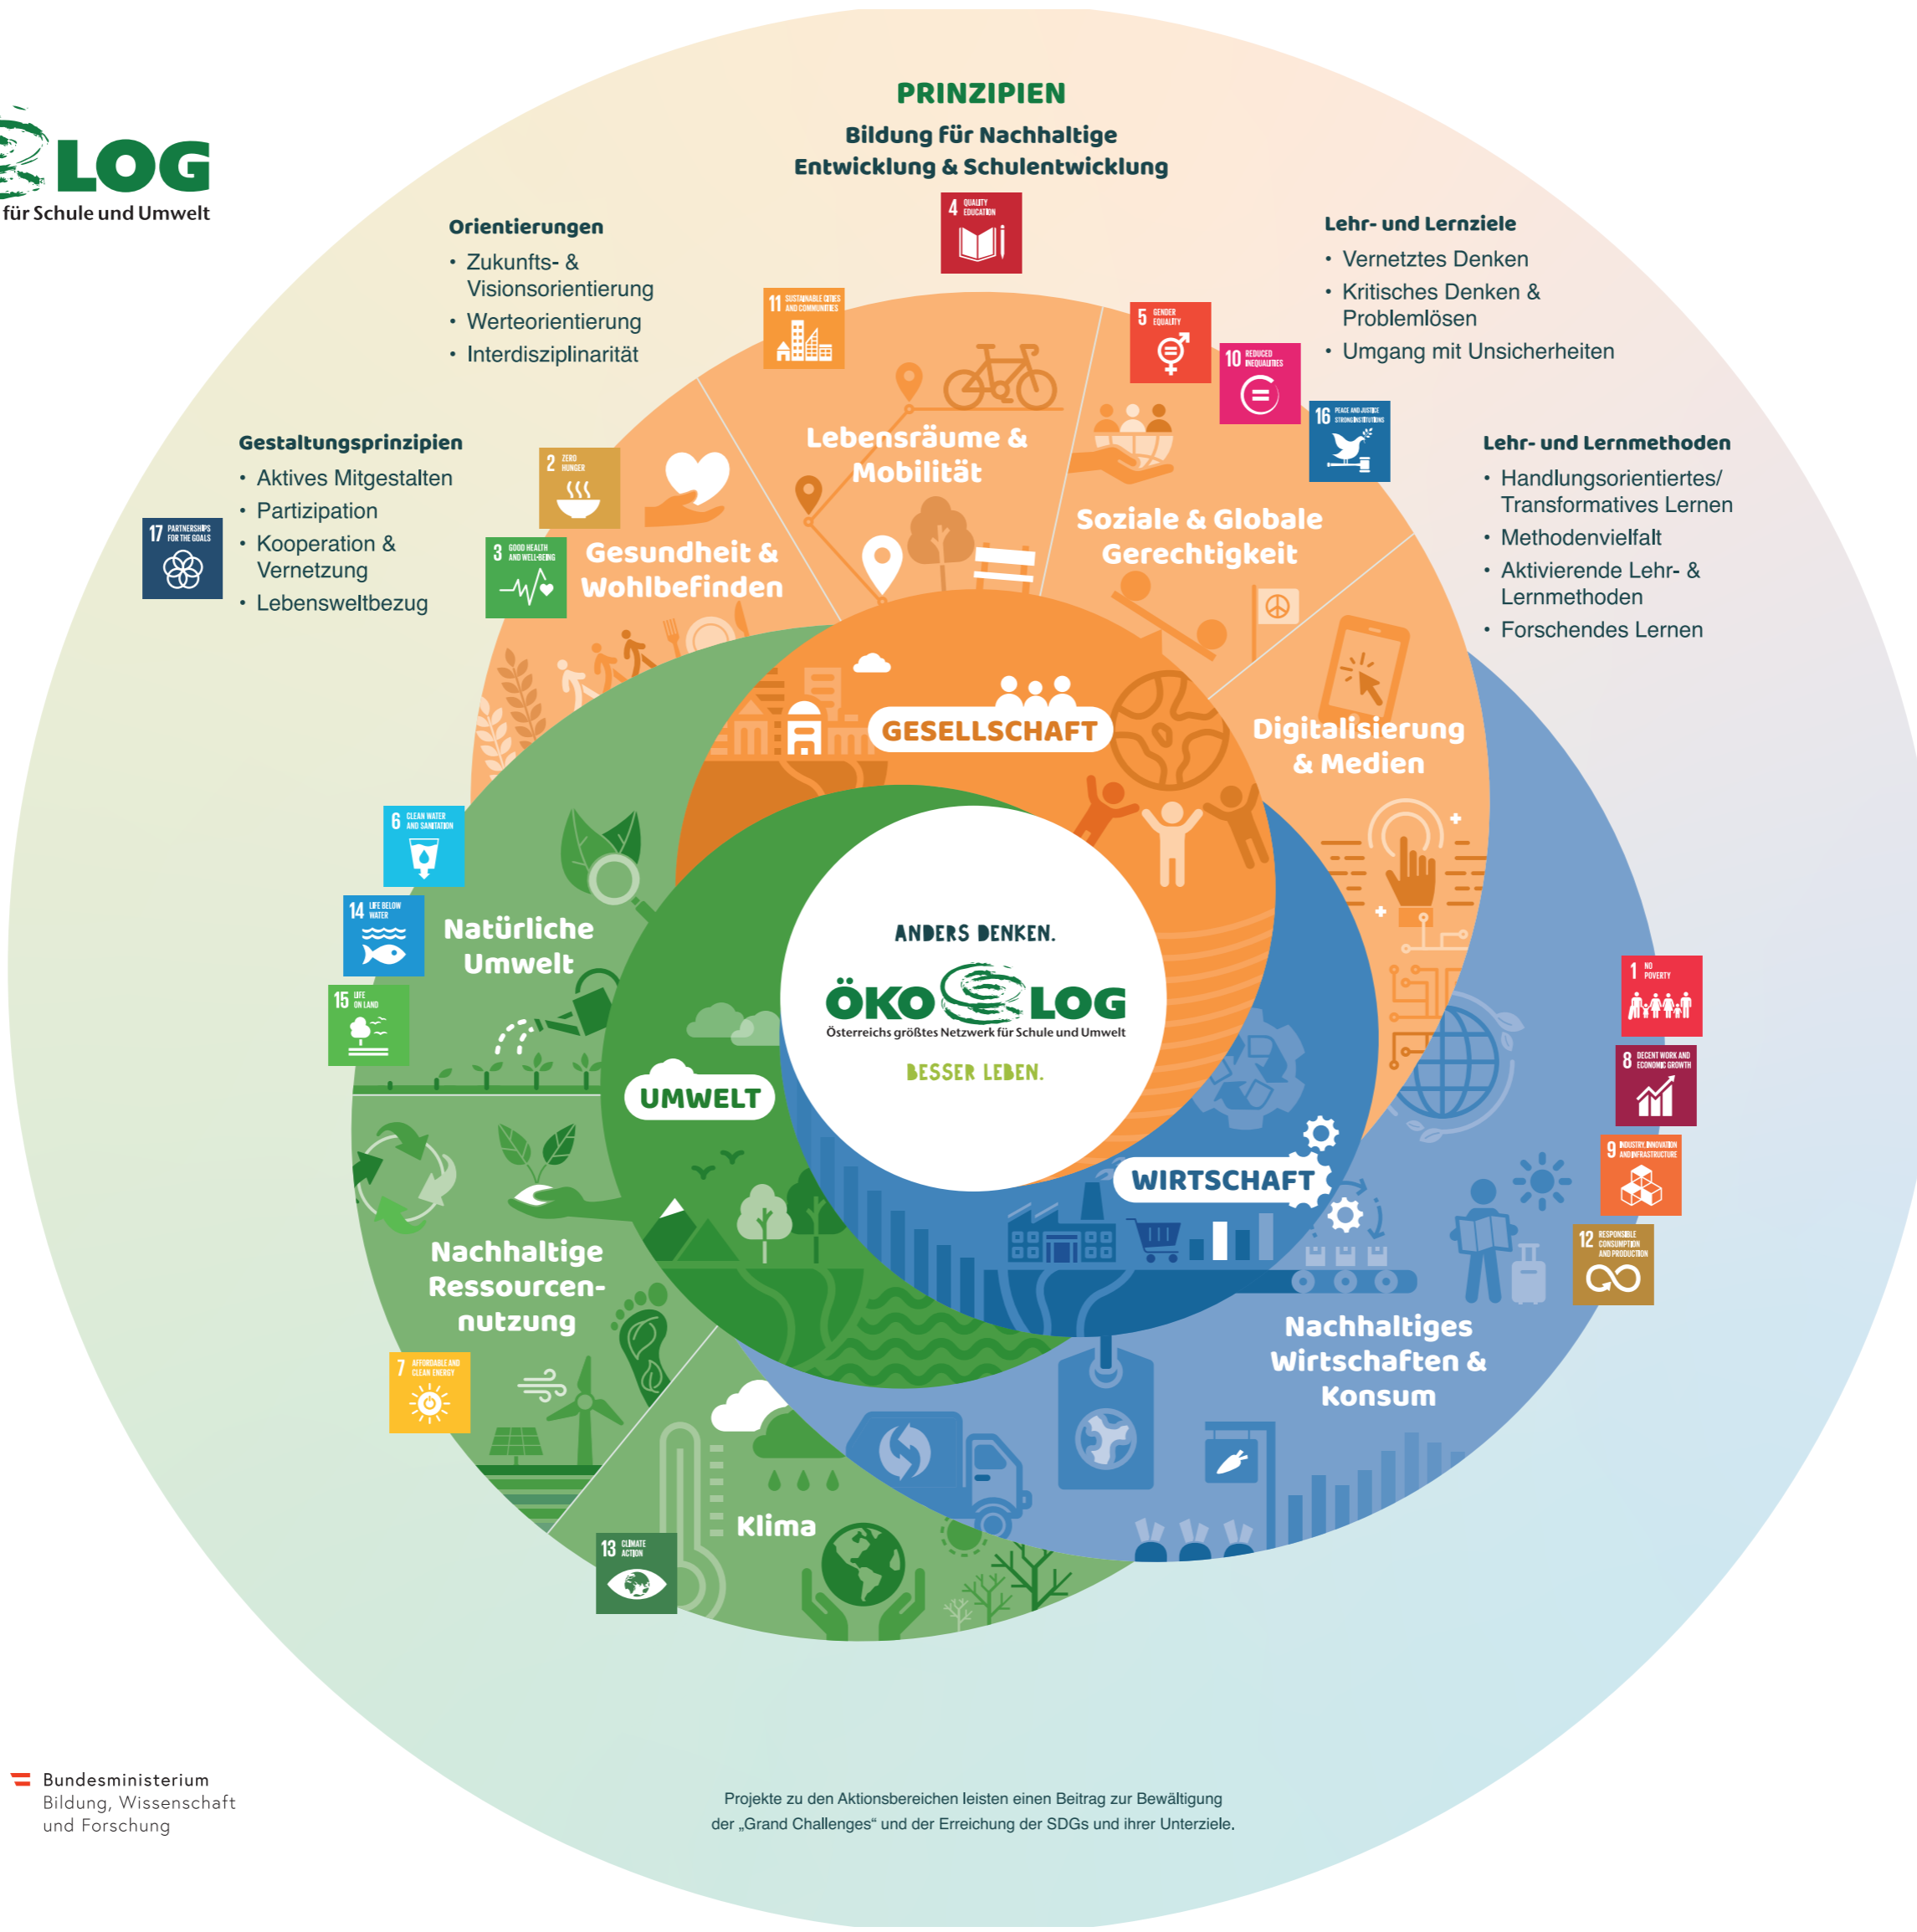 LOG
für Schule und Umwelt
PRINZIPIEN
Bildung für Nachhaltige
Entwicklung & Schulentwicklung
4 QUALITY
EDUCATION
Orientierungen
• Zukunfts- &
Visionsorientierung
• Werteorientierung
• Interdisziplinarität
Lehr- und Lernziele
• Vernetztes Denken
• Kritisches Denken &
Problemlösen
• Umgang mit Unsicherheiten
Gestaltungsprinzipien
• Aktives Mitgestalten
• Partizipation
• Kooperation &
Vernetzung
• Lebensweltbezug
17 PARTNERSHIPS
FOR THE GOALS
Lehr- und Lernmethoden
• Handlungsorientiertes/
Transformatives Lernen
• Methodenvielfalt
• Aktivierende Lehr- &
Lernmethoden
• Forschendes Lernen
11 SUSTAINABLE CITIES
AND COMMUNITIES
5 GENDER
EQUALITY
10 REDUCED
INEQUALITIES
16 PEACE AND JUSTICE
STRONG INSTITUTIONS
2 ZERO
HUNGER
3 GOOD HEALTH
AND WELL-BEING
Lebensräume &
Mobilität
Soziale & Globale
Gerechtigkeit
Gesundheit &
Wohlbefinden
Digitalisierung
& Medien
GESELLSCHAFT
6 CLEAN WATER
AND SANITATION
14 LIFE BELOW
WATER
15 LIFE
ON LAND
Natürliche
Umwelt
ANDERS DENKEN.
ÖKO LOG
Österreichs größtes Netzwerk für Schule und Umwelt
BESSER LEBEN.
UMWELT
WIRTSCHAFT
1 NO
POVERTY
8 DECENT WORK AND
ECONOMIC GROWTH
9 INDUSTRY, INNOVATION
AND INFRASTRUCTURE
12 RESPONSIBLE
CONSUMPTION
AND PRODUCTION
Nachhaltige
Ressourcen-
nutzung
7 AFFORDABLE AND
CLEAN ENERGY
Nachhaltiges
Wirtschaften &
Konsum
Klima
13 CLIMATE
ACTION
Bundesministerium
Bildung, Wissenschaft
und Forschung
Projekte zu den Aktionsbereichen leisten einen Beitrag zur Bewältigung
der „Grand Challenges“ und der Erreichung der SDGs und ihrer Unterziele.